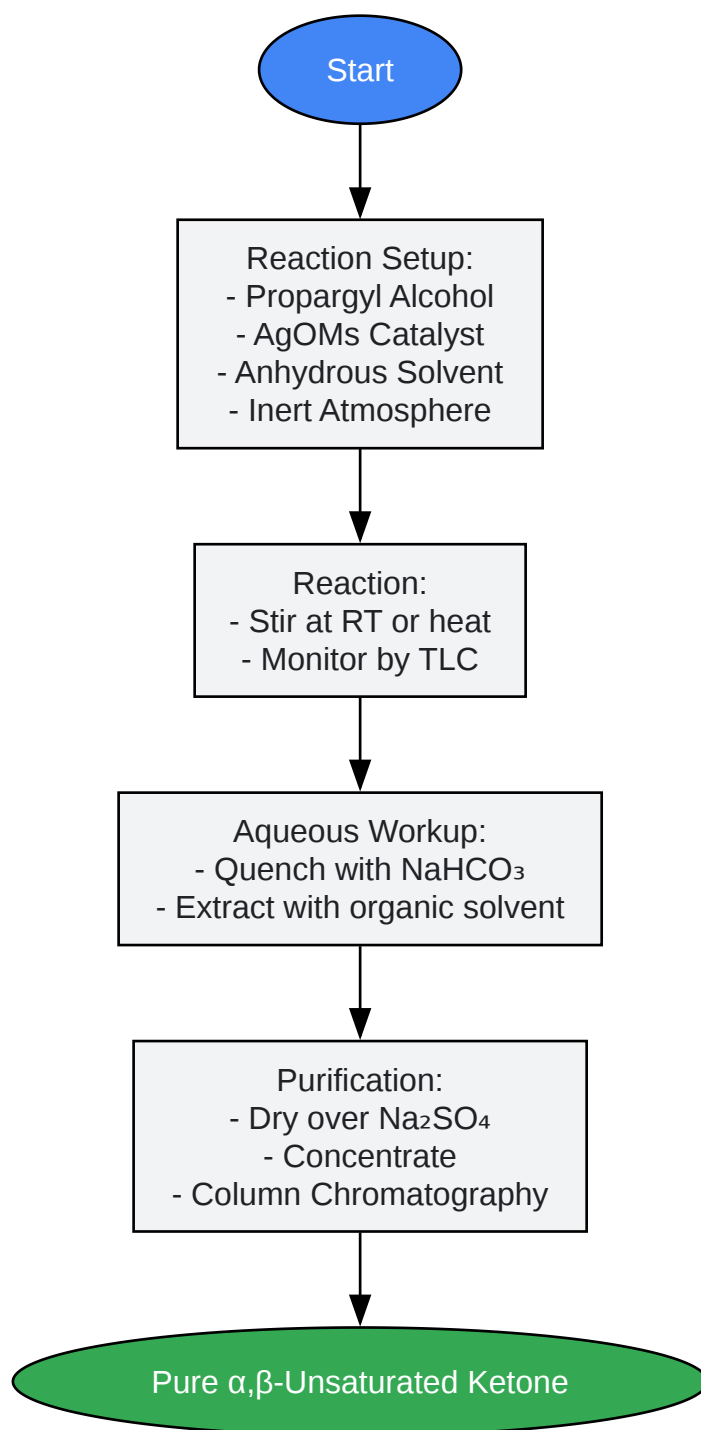 Start
Reaction Setup:
- Propargyl Alcohol
- AgOMs Catalyst
- Anhydrous Solvent
- Inert Atmosphere
Reaction:
- Stir at RT or heat
- Monitor by TLC
Aqueous Workup:
- Quench with NaHCO₃
- Extract with organic solvent
Purification:
- Dry over Na₂SO₄
- Concentrate
- Column Chromatography
Pure α,β-Unsaturated Ketone